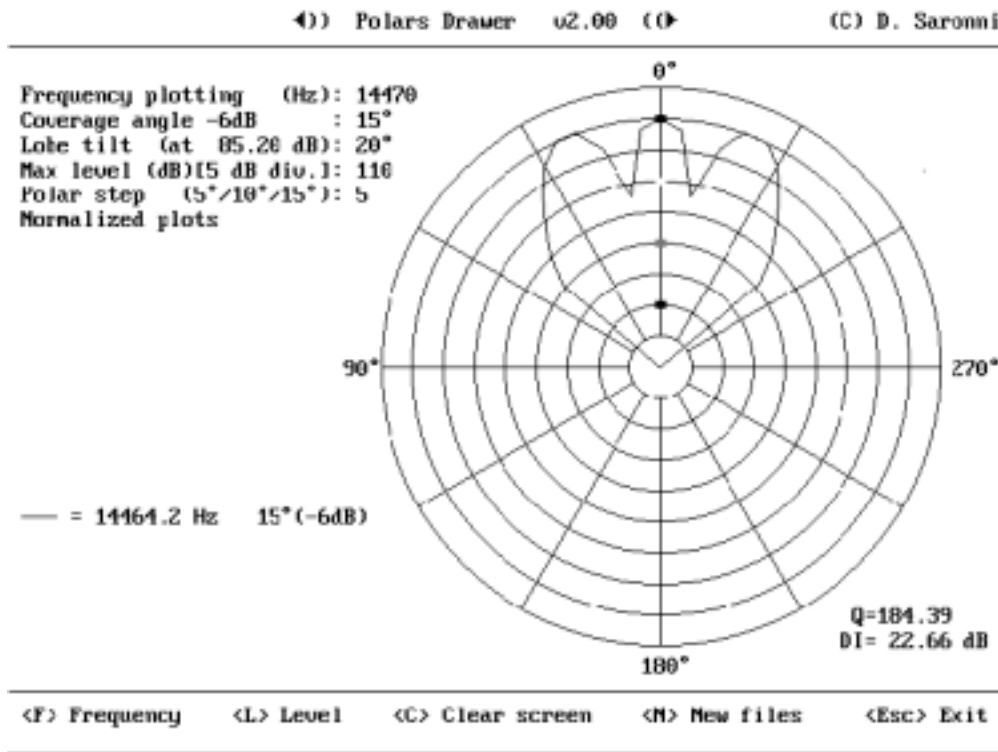 Polars Drawer v2.00 (C) D. Saronni
0°
Frequency plotting (Hz): 14470
Coverage angle -6dB : 15°
Lobe tilt (at 85.20 dB): 20°
Max level (dB)[5 dB div.]: 110
Polar step (5°/10°/15°): 5
Normalized plots
90°
270°
= 14464.2 Hz 15°(-6dB)
Q=184.39
DI= 22.66 dB
180°
<F> Frequency <L> Level <C> Clear screen <N> New files <Esc> Exit